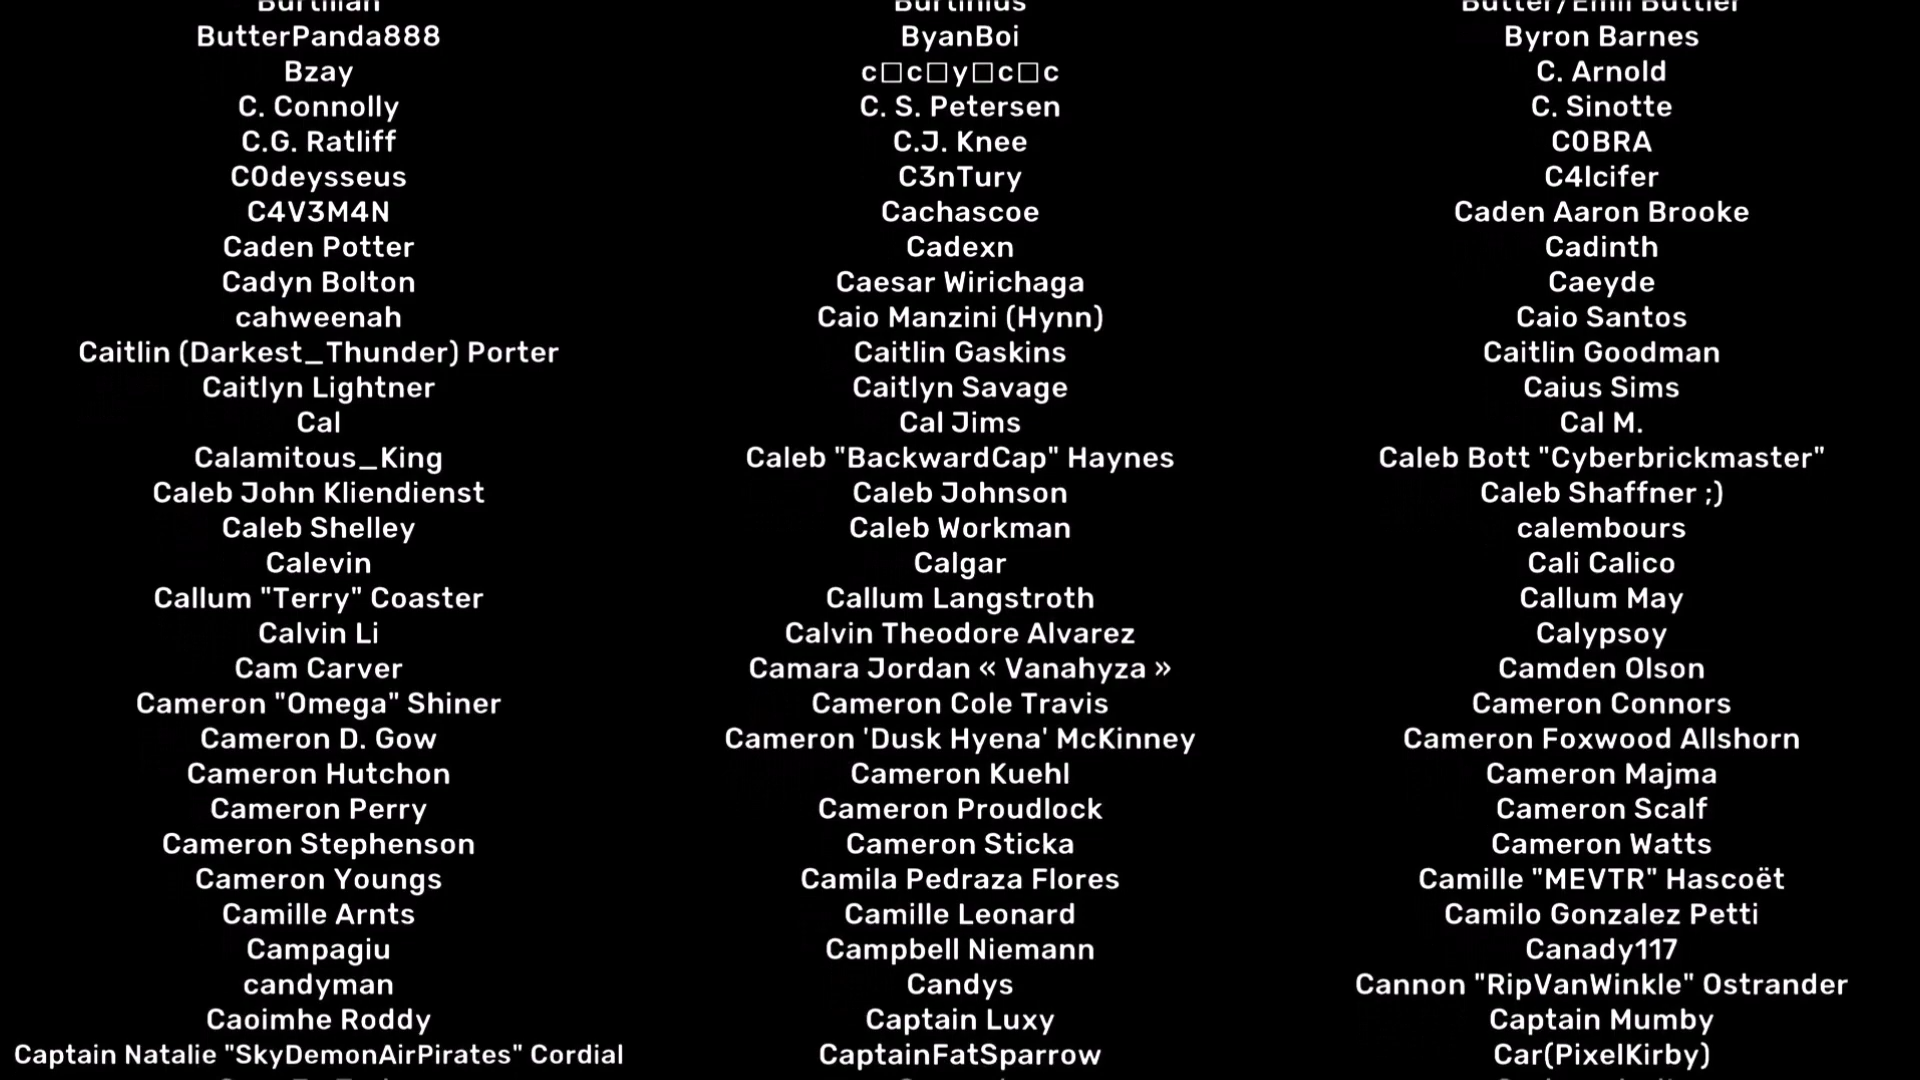 ButterPanda888 ByanBoi Byron Barnes
Bzay c□c□y□c□c C. Arnold
C. Connolly C. S. Petersen C. Sinotte
C.G. Ratliff C.J. Knee C0BRA
C0deysseus C3nTury C4lcifer
C4V3M4N Cachascoe Caden Aaron Brooke
Caden Potter Cadexn Cadinth
Cadyn Bolton Caesar Wirichaga Caeyde
cahweenah Caio Manzini (Hynn) Caio Santos
Caitlin (Darkest_Thunder) Porter Caitlin Gaskins Caitlin Goodman
Caitlyn Lightner Caitlyn Savage Caius Sims
Cal Cal Jims Cal M.
Calamitous_King Caleb "BackwardCap" Haynes Caleb Bott "Cyberbrickmaster"
Caleb John Kliendienst Caleb Johnson Caleb Shaffner ;)
Caleb Shelley Caleb Workman calembours
Calevin Calgar Cali Calico
Callum "Terry" Coaster Callum Langstroth Callum May
Calvin Li Calvin Theodore Alvarez Calypsoy
Cam Carver Camara Jordan « Vanahyza » Camden Olson
Cameron "Omega" Shiner Cameron Cole Travis Cameron Connors
Cameron D. Gow Cameron 'Dusk Hyena' McKinney Cameron Foxwood Allshorn
Cameron Hutchon Cameron Kuehl Cameron Majma
Cameron Perry Cameron Proudlock Cameron Scalf
Cameron Stephenson Cameron Sticka Cameron Watts
Cameron Youngs Camila Pedraza Flores Camille "MEVTR" Hascoët
Camille Arnts Camille Leonard Camilo Gonzalez Petti
Campagiu Campbell Niemann Canady117
candyman Candys Cannon "RipVanWinkle" Ostrander
Caoimhe Roddy Captain Luxy Captain Mumby
Captain Natalie "SkyDemonAirPirates" Cordial CaptainFatSparrow Car(PixelKirby)